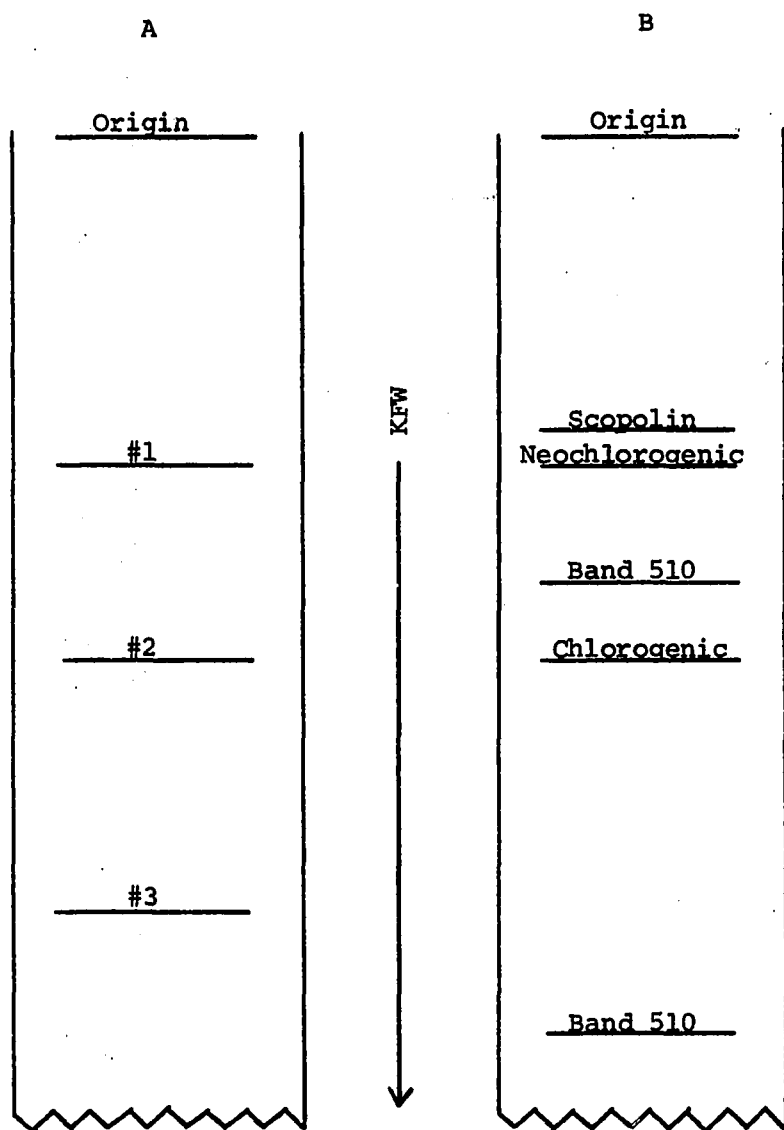 A
B
Origin
Origin
KFW
Scopolin
#1
Neochlorogenic
Band 510
#2
Chlorogenic
#3
Band 510